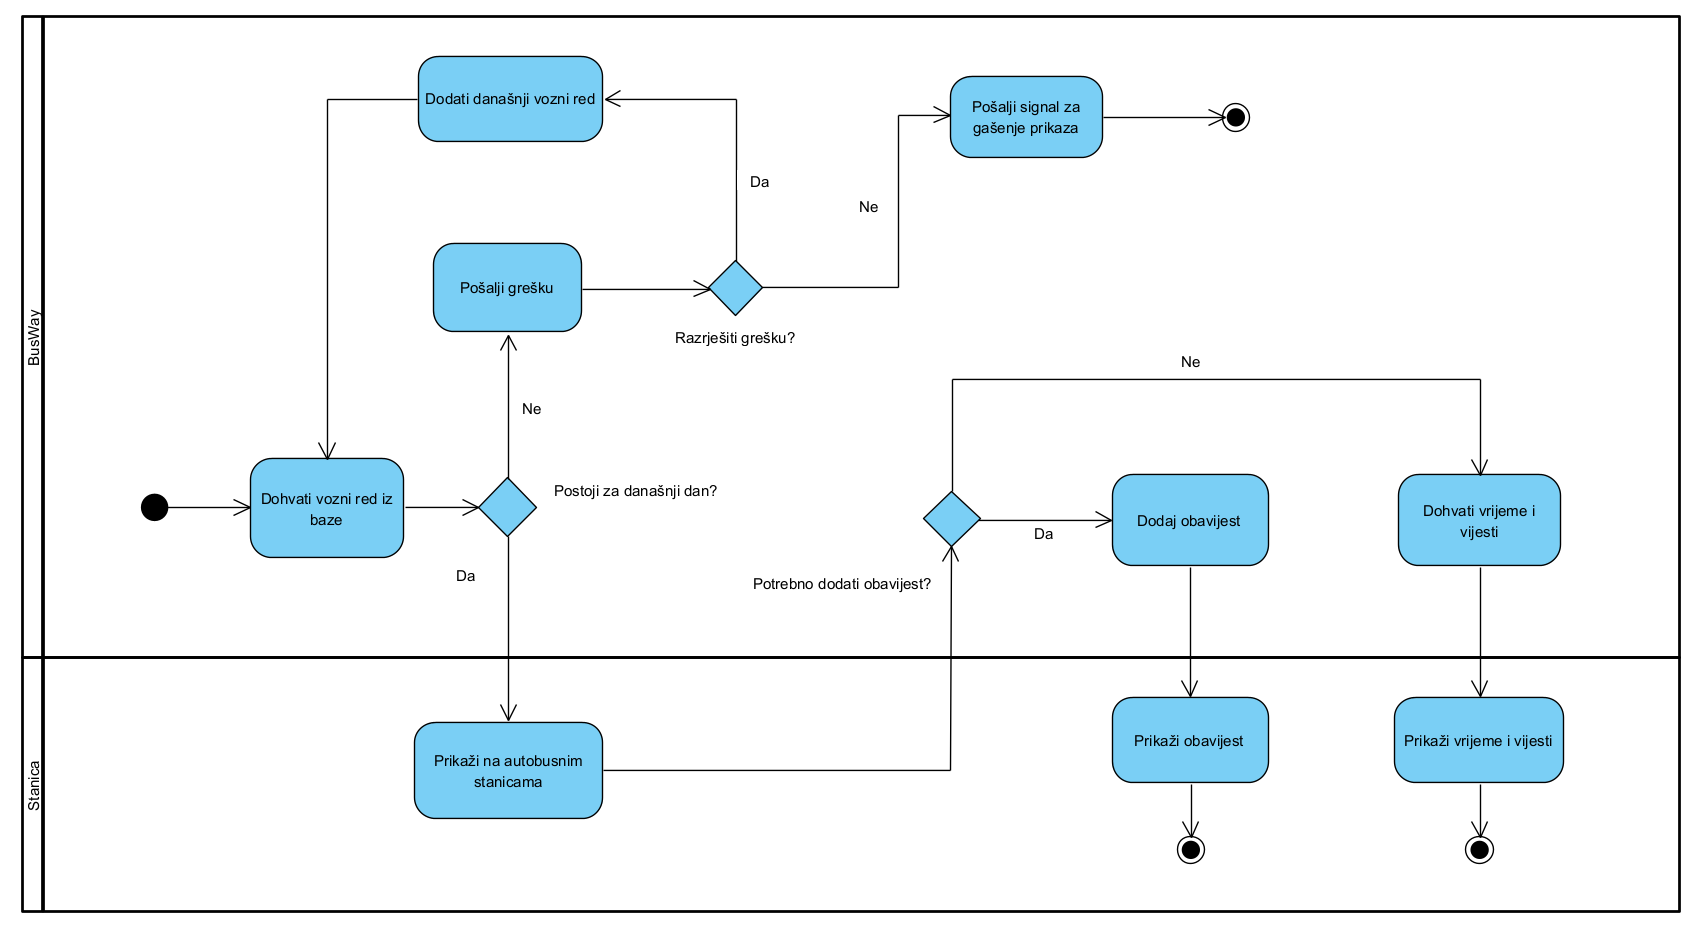 BusWay
Dodati današnji vozni red
Pošalji signal za
gašenje prikaza
Da
Ne
Pošalji grešku
Razrješiti grešku?
Ne
Ne
Postoji za današnji dan?
Dohvati vozni red iz
baze
Da
Dodaj obavijest
Da
Dohvati vrijeme i
vijesti
Potrebno dodati obavijest?
Stanica
Prikaži na autobusnim
stanicama
Prikaži obavijest
Prikaži vrijeme i vijesti